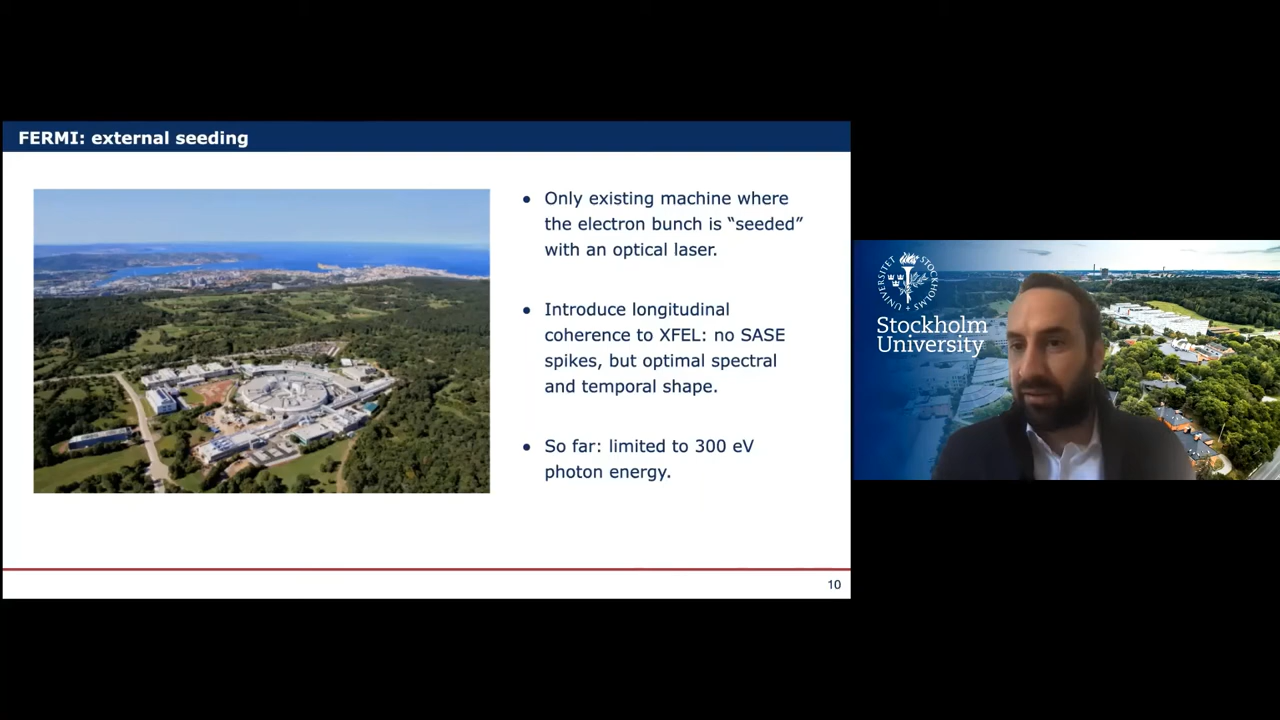 FERMI: external seeding
● Only existing machine where
the electron bunch is “seeded”
with an optical laser.
● Introduce longitudinal
coherence to XFEL: no SASE
spikes, but optimal spectral
and temporal shape.
● So far: limited to 300 eV
photon energy.
10
STOCKHOLMS UNIVERSITET
Stockholm
University